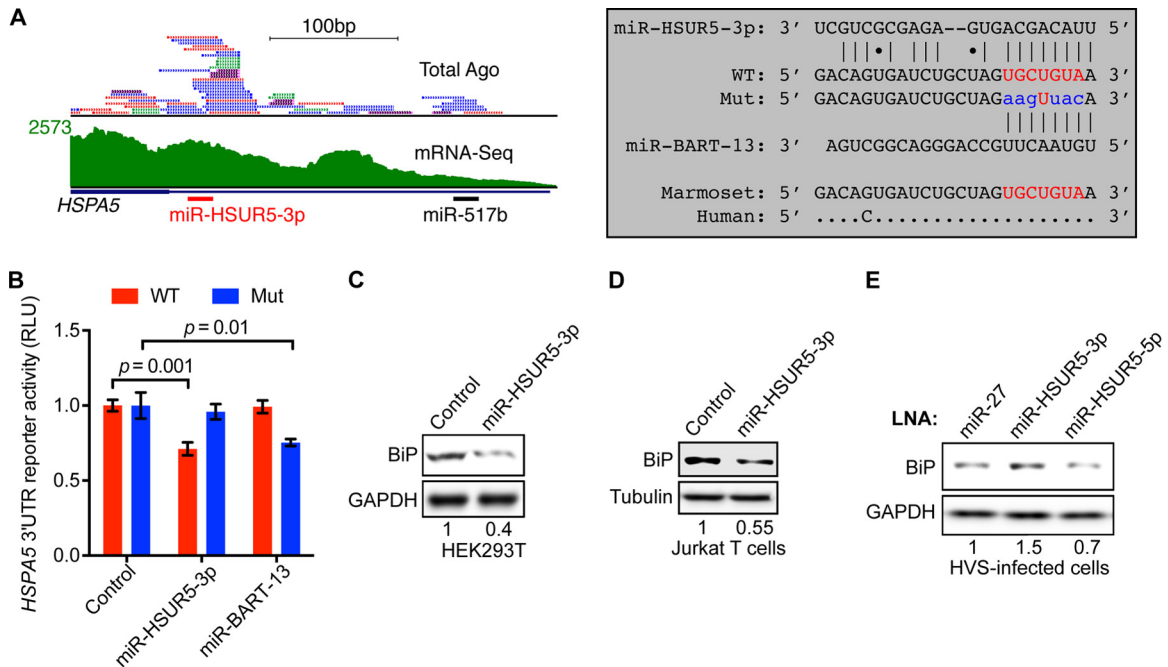 A
100bp
Total Ago
2573
mRNA-Seq
HSPA5
miR-HSUR5-3p
miR-517b
miR-HSUR5-3p: 3' UCGUCGCGAGA--GUGACGACAUU 5'
WT: 5' GACAGUGAUCUGCUAGUGCUGUAA 3'
Mut: 5' GACAGUGAUCUGCUAGaagUuacA 3'
miR-BART-13: 3' AGUCGGCAGGGACCGUUCAAUGU 5'
Marmoset: 5' GACAGUGAUCUGCUAGUGCUGUAA 3'
Human: 5' ....C................... 3'
B
WT Mut
HSPA5 3'UTR reporter activity (RLU)
1.5
1.0
0.5
0.0
p = 0.01
p = 0.001
Control
miR-HSUR5-3p
miR-BART-13
C
Control
miR-HSUR5-3p
BiP
GAPDH
1 0.4
HEK293T
D
Control
miR-HSUR5-3p
BiP
Tubulin
1 0.55
Jurkat T cells
E
LNA:
miR-27
miR-HSUR5-3p
miR-HSUR5-5p
BiP
GAPDH
1 1.5 0.7
HVS-infected cells